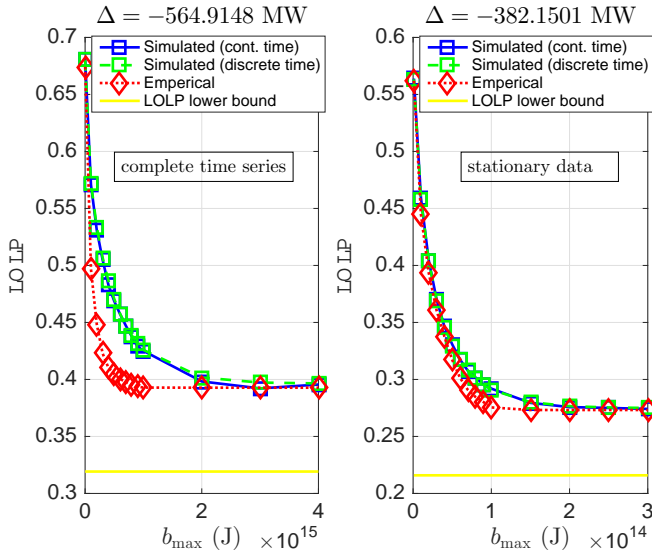 Δ = −564.9148 MW
Simulated (cont. time)
Simulated (discrete time)
Emperical
LOLP lower bound
complete time series
LO LP
0.7
0.65
0.6
0.55
0.5
0.45
0.4
0.35
0.3
0 2 4
b_max (J) ×10^15
Δ = −382.1501 MW
Simulated (cont. time)
Simulated (discrete time)
Emperical
LOLP lower bound
stationary data
LO LP
0.6
0.55
0.5
0.45
0.4
0.35
0.3
0.25
0.2
0 1 2 3
b_max (J) ×10^14